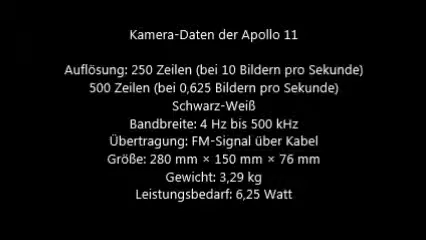 Kamera-Daten der Apollo 11
Auflösung: 250 Zeilen (bei 10 Bildern pro Sekunde)
500 Zeilen (bei 0,625 Bildern pro Sekunde)
Schwarz-Weiß
Bandbreite: 4 Hz bis 500 kHz
Übertragung: FM-Signal über Kabel
Größe: 280 mm × 150 mm × 76 mm
Gewicht: 3,29 kg
Leistungsbedarf: 6,25 Watt